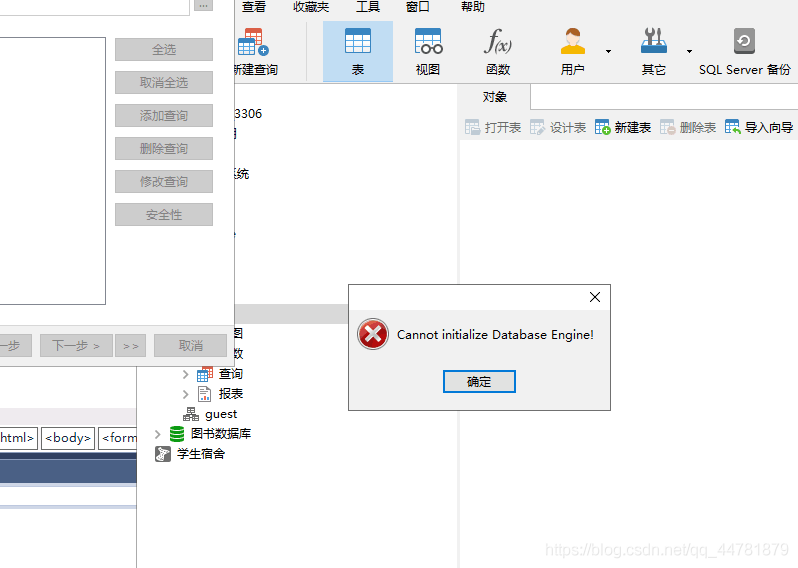 ...
查看 收藏夹 工具 窗口 帮助
新建查询 表 视图 函数 用户 其它 SQL Server 备份
全选
取消全选
添加查询
删除查询
修改查询
安全性
对象
打开表 设计表 新建表 删除表 导入向导
3306
系统
Cannot initialize Database Engine!
确定
一步 下一步 > >> 取消
图
数
查询
报表
guest
图书数据库
学生宿舍
html> <body> <form
https://blog.csdn.net/qq_44781879